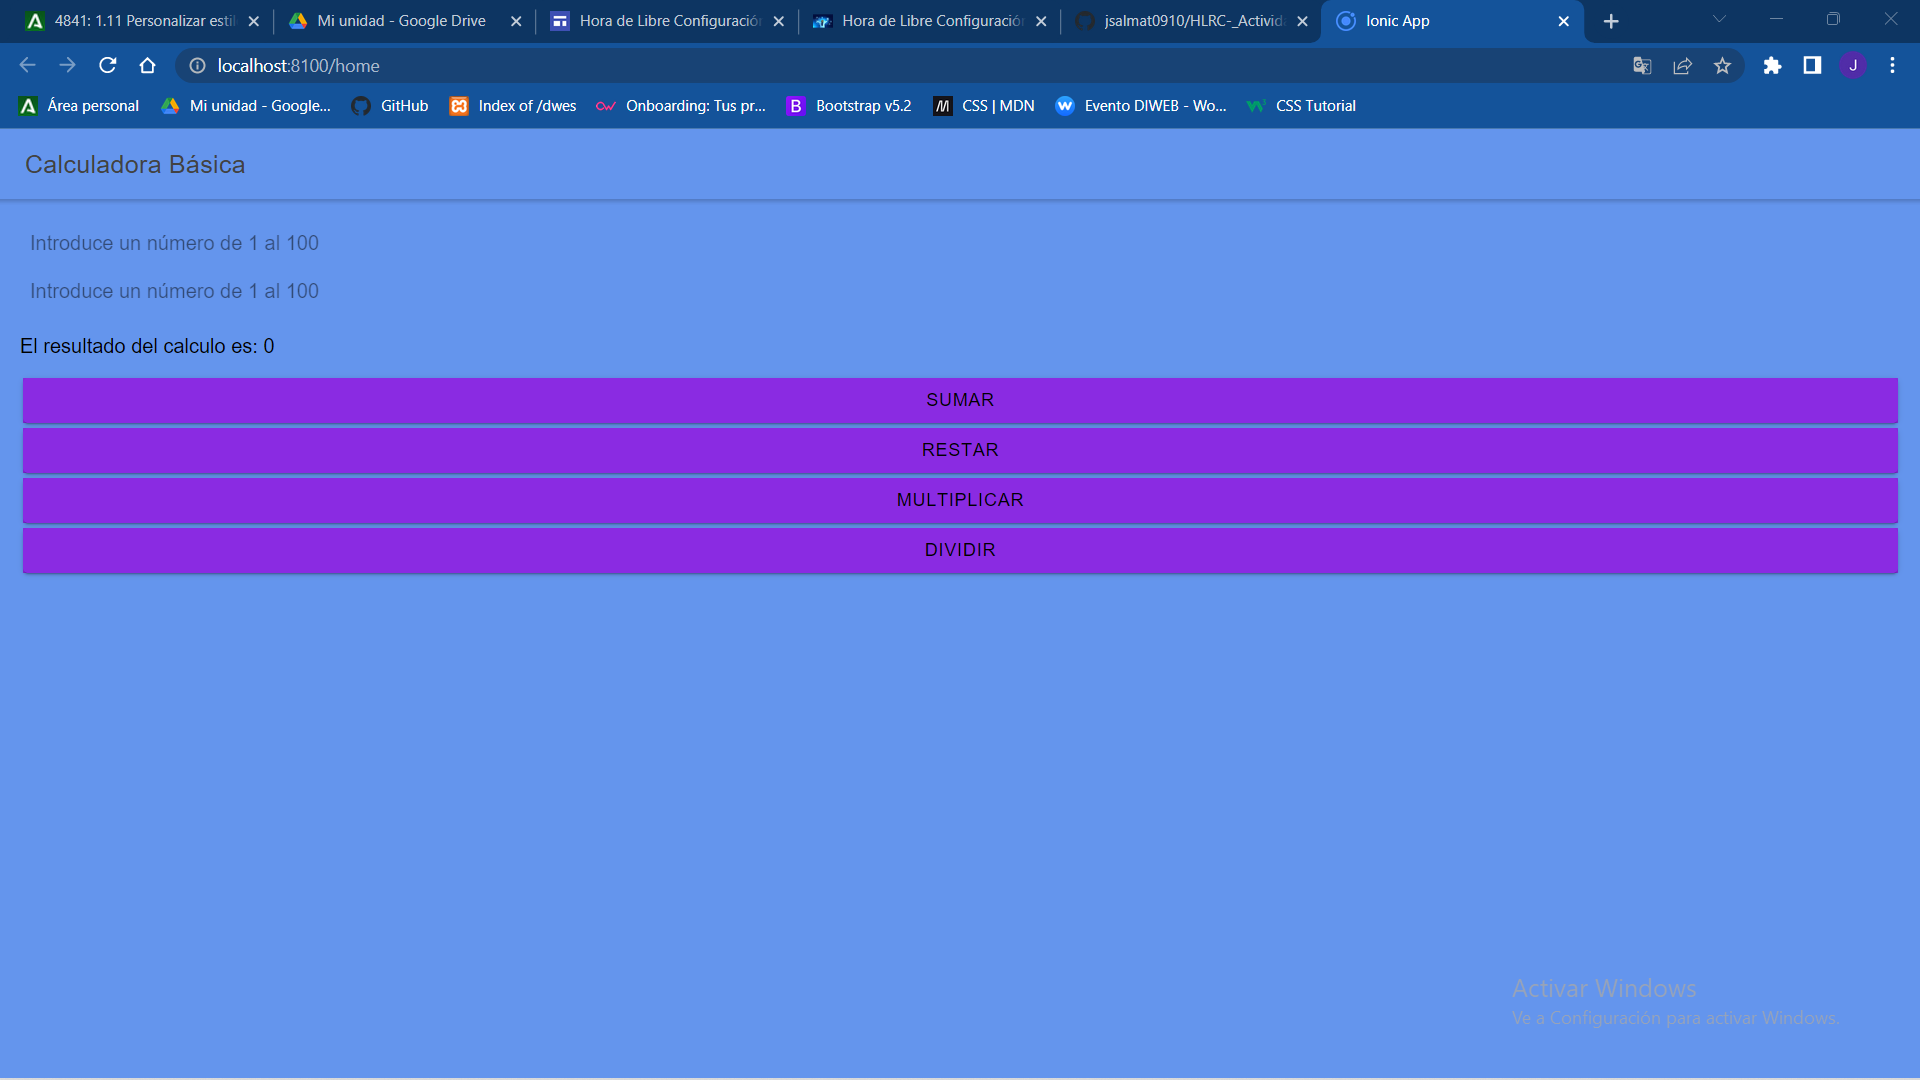 4841: 1.11 Personalizar estil
Mi unidad - Google Drive
Hora de Libre Configuración
Hora de Libre Configuración
jsalmat0910/HLRC-_Activida
Ionic App
localhost:8100/home
J
Área personal
Mi unidad - Google...
GitHub
Index of /dwes
Onboarding: Tus pr...
B
Bootstrap v5.2
CSS | MDN
Evento DIWEB - Wo...
CSS Tutorial
Calculadora Básica
Introduce un número de 1 al 100
Introduce un número de 1 al 100
El resultado del calculo es: 0
SUMAR
RESTAR
MULTIPLICAR
DIVIDIR
Activar Windows
Ve a Configuración para activar Windows.